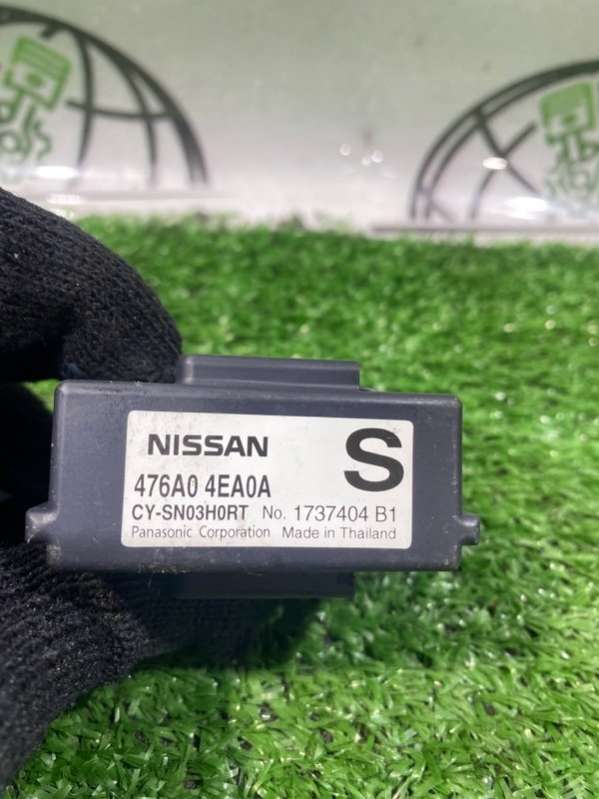 NISSAN S
476A0 4EA0A
CY-SN03H0RT No. 1737404 B1
Panasonic Corporation Made in Thailand